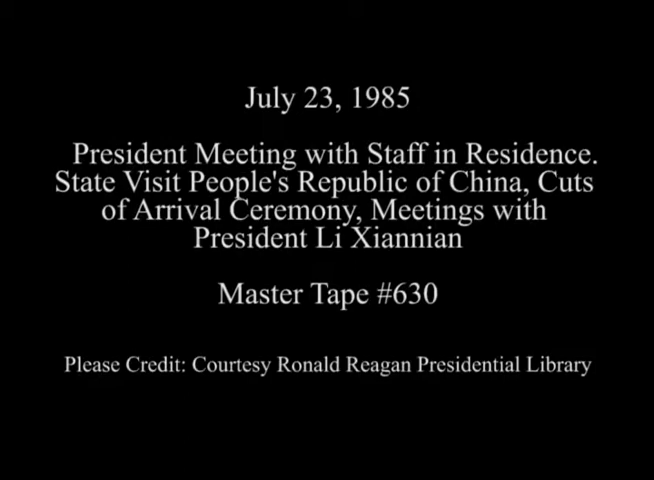 July 23, 1985
President Meeting with Staff in Residence.
State Visit People's Republic of China, Cuts
of Arrival Ceremony, Meetings with
President Li Xiannian
Master Tape #630
Please Credit: Courtesy Ronald Reagan Presidential Library